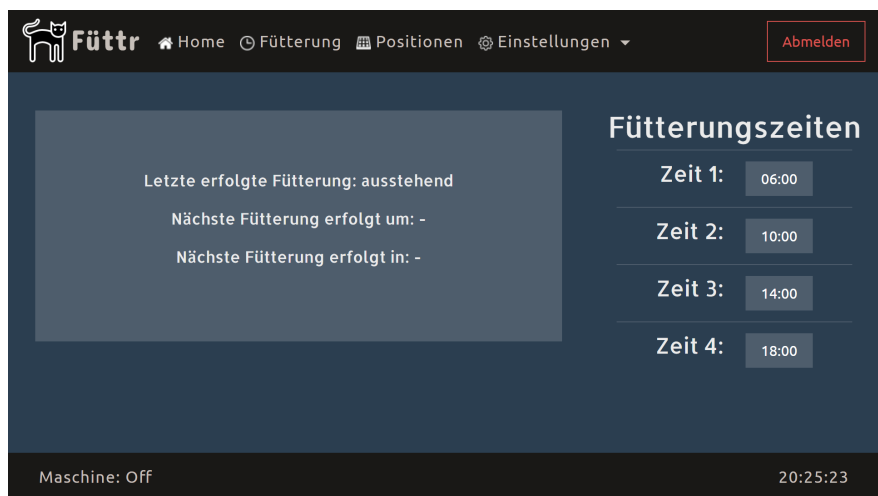 Füttr Home Fütterung Positionen Einstellungen Abmelden
Letzte erfolgte Fütterung: ausstehend
Nächste Fütterung erfolgt um: -
Nächste Fütterung erfolgt in: -
Fütterungszeiten
Zeit 1: 06:00
Zeit 2: 10:00
Zeit 3: 14:00
Zeit 4: 18:00
Maschine: Off 20:25:23